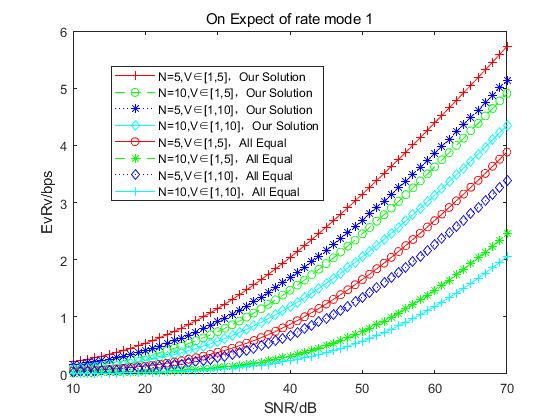 On Expect of rate mode 1
6
5
4
3
2
1
0
EvRv/bps
N=5,V∈[1,5]，Our Solution
N=10,V∈[1,5]，Our Solution
N=5,V∈[1,10]，Our Solution
N=10,V∈[1,10]，Our Solution
N=5,V∈[1,5]，All Equal
N=10,V∈[1,5]，All Equal
N=5,V∈[1,10]，All Equal
N=10,V∈[1,10]，All Equal
10 20 30 40 50 60 70
SNR/dB